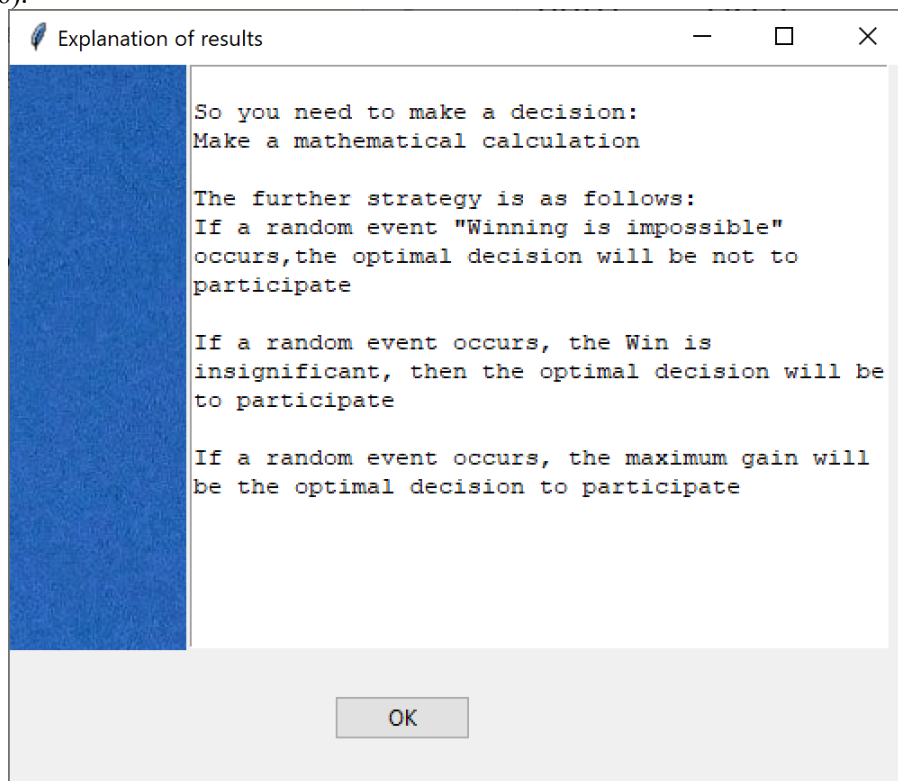 Explanation of results
So you need to make a decision:
Make a mathematical calculation
The further strategy is as follows:
If a random event "Winning is impossible"
occurs,the optimal decision will be not to
participate
If a random event occurs, the Win is
insignificant, then the optimal decision will be
to participate
If a random event occurs, the maximum gain will
be the optimal decision to participate
OK